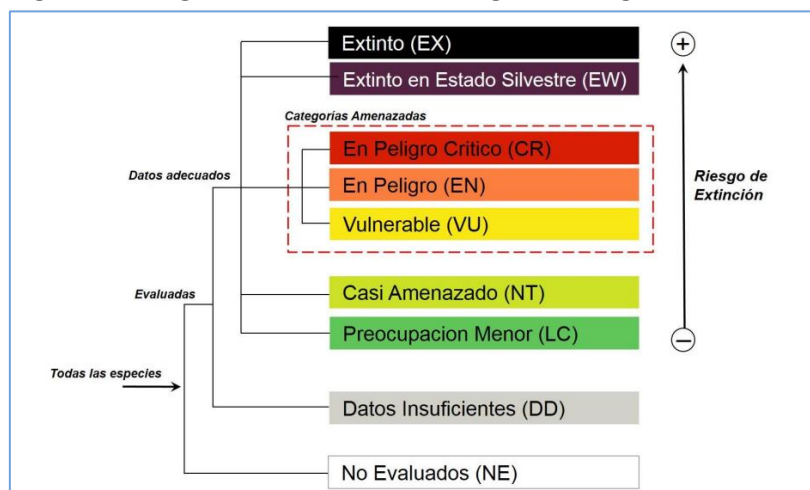 Extinto (EX)
Extinto en Estado Silvestre (EW)
Categorías Amenazadas
En Peligro Critico (CR)
Datos adecuados
En Peligro (EN)
Riesgo de
Extinción
Vulnerable (VU)
Evaluadas
Casi Amenazado (NT)
Preocupacion Menor (LC)
Todas las especies
Datos Insuficientes (DD)
No Evaluados (NE)